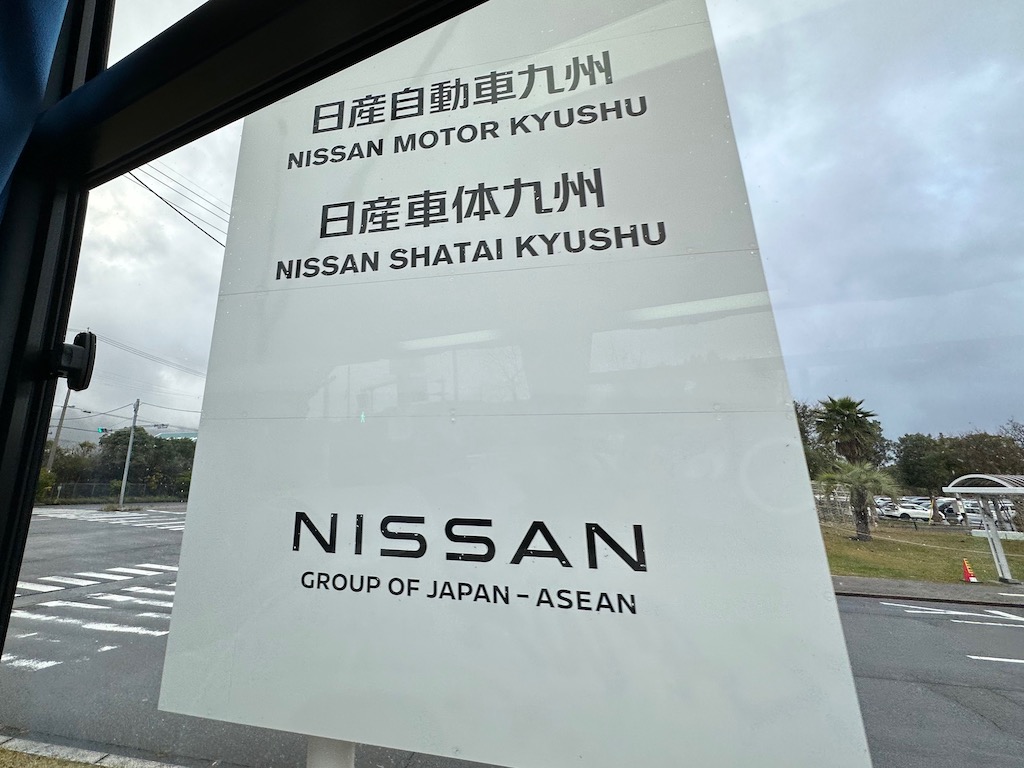 日産自動車九州
NISSAN MOTOR KYUSHU
日産車体九州
NISSAN SHATAI KYUSHU
NISSAN
GROUP OF JAPAN – ASEAN